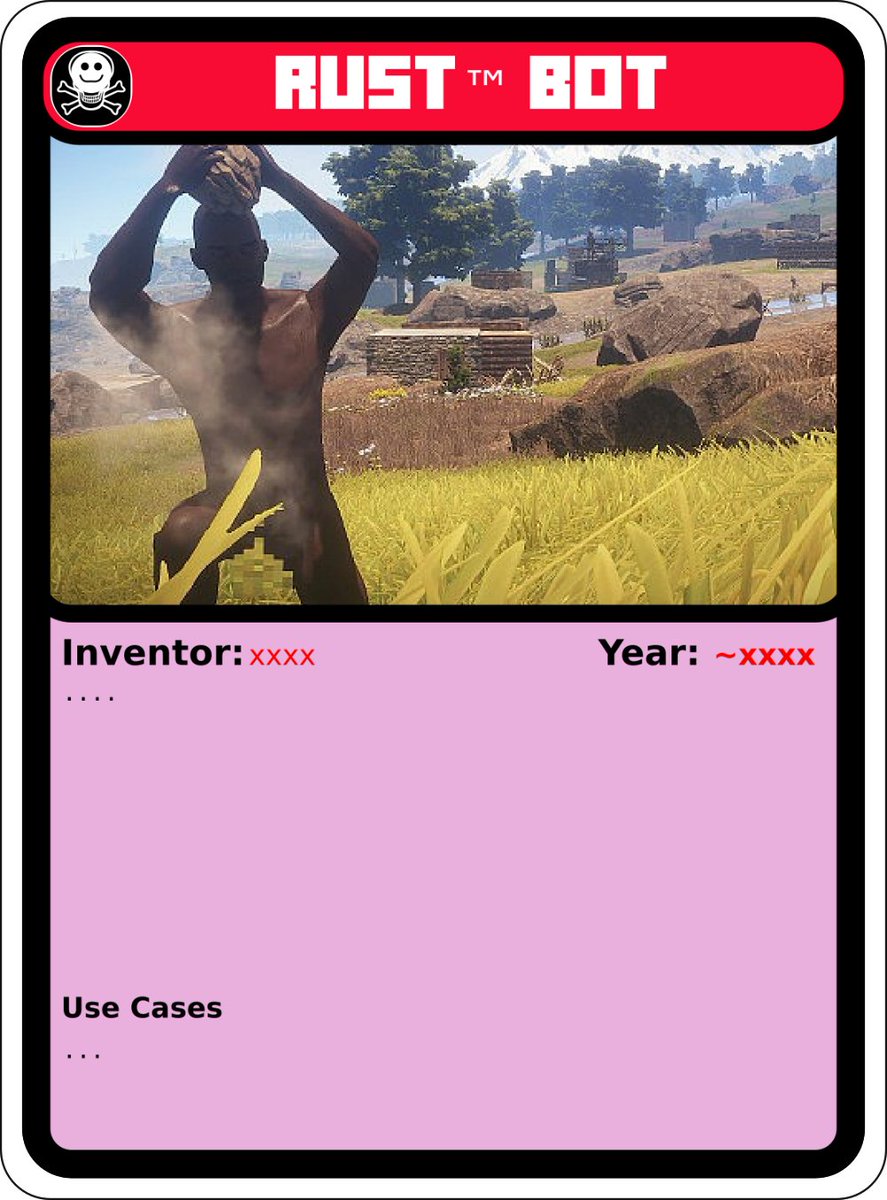 RUST™ BOT
Inventor: xxxx Year: ~xxxx
....
Use Cases
...